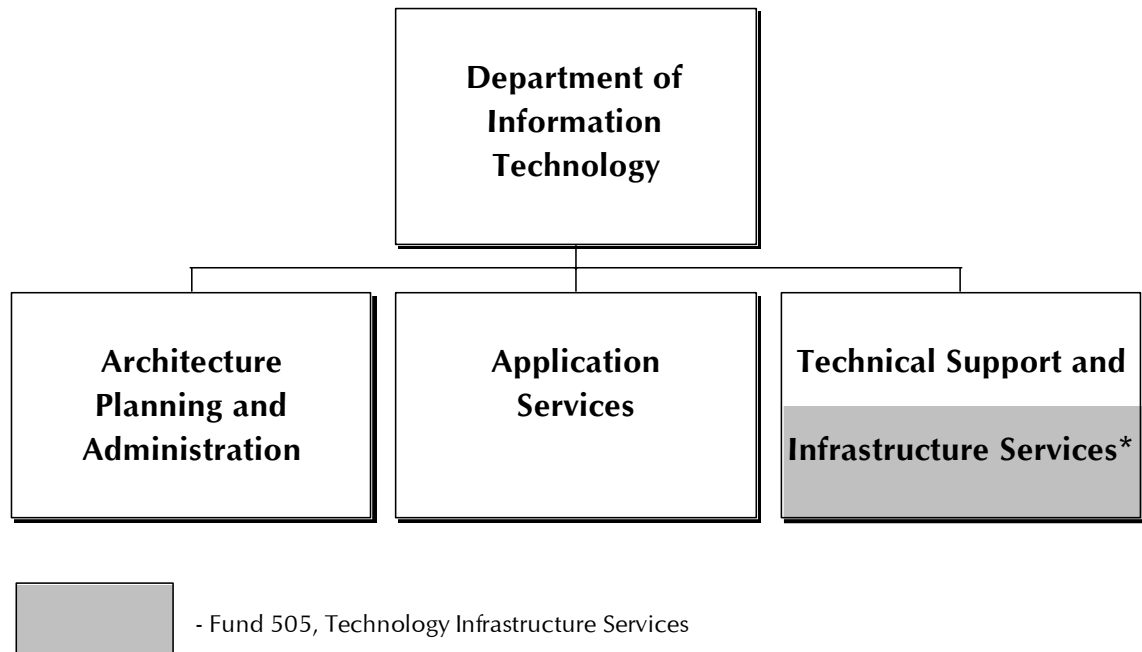 Department of
Information
Technology
Architecture
Planning and
Administration
Application
Services
Technical Support and
Infrastructure Services*
- Fund 505, Technology Infrastructure Services